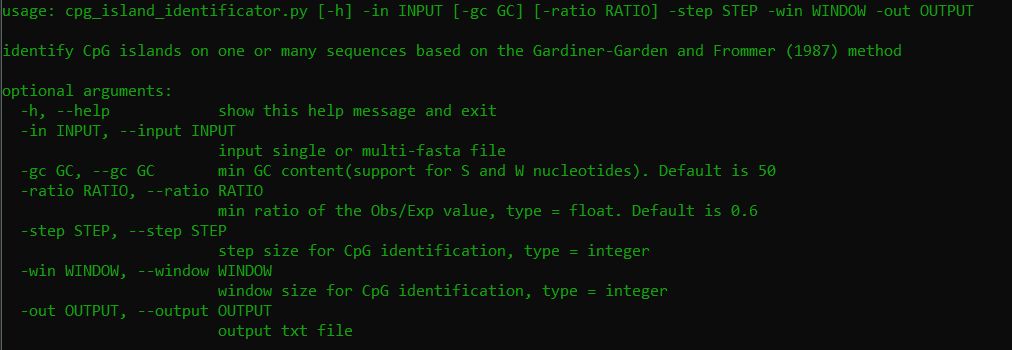 usage: cpg_island_identificator.py [-h] -in INPUT [-gc GC] [-ratio RATIO] -step STEP -win WINDOW -out OUTPUT
identify CpG islands on one or many sequences based on the Gardiner-Garden and Frommer (1987) method
optional arguments:
-h, --help show this help message and exit
-in INPUT, --input INPUT
input single or multi-fasta file
-gc GC, --gc GC min GC content(support for S and W nucleotides). Default is 50
-ratio RATIO, --ratio RATIO
min ratio of the Obs/Exp value, type = float. Default is 0.6
-step STEP, --step STEP
step size for CpG identification, type = integer
-win WINDOW, --window WINDOW
window size for CpG identification, type = integer
-out OUTPUT, --output OUTPUT
output txt file